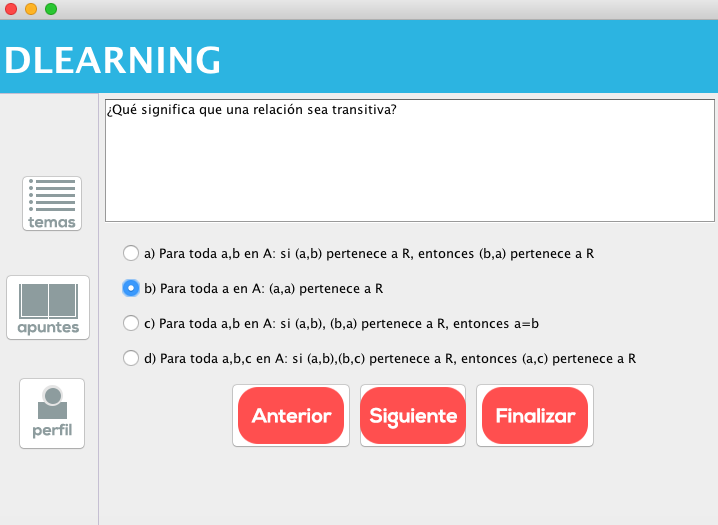 DLEARNING
¿Qué significa que una relación sea transitiva?
temas
apuntes
perfil
a) Para toda a,b en A: si (a,b) pertenece a R, entonces (b,a) pertenece a R
b) Para toda a en A: (a,a) pertenece a R
c) Para toda a,b en A: si (a,b), (b,a) pertenece a R, entonces a=b
d) Para toda a,b,c en A: si (a,b),(b,c) pertenece a R, entonces (a,c) pertenece a R
Anterior
Siguiente
Finalizar